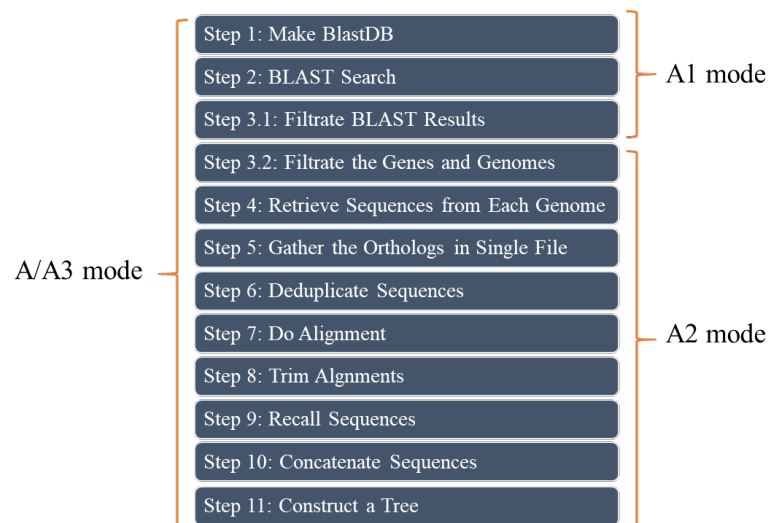 Step 1: Make BlastDB
Step 2: BLAST Search
A1 mode
Step 3.1: Filtrate BLAST Results
Step 3.2: Filtrate the Genes and Genomes
Step 4: Retrieve Sequences from Each Genome
Step 5: Gather the Orthologs in Single File
A/A3 mode
Step 6: Deduplicate Sequences
Step 7: Do Alignment
A2 mode
Step 8: Trim Algnments
Step 9: Recall Sequences
Step 10: Concatenate Sequences
Step 11: Construct a Tree